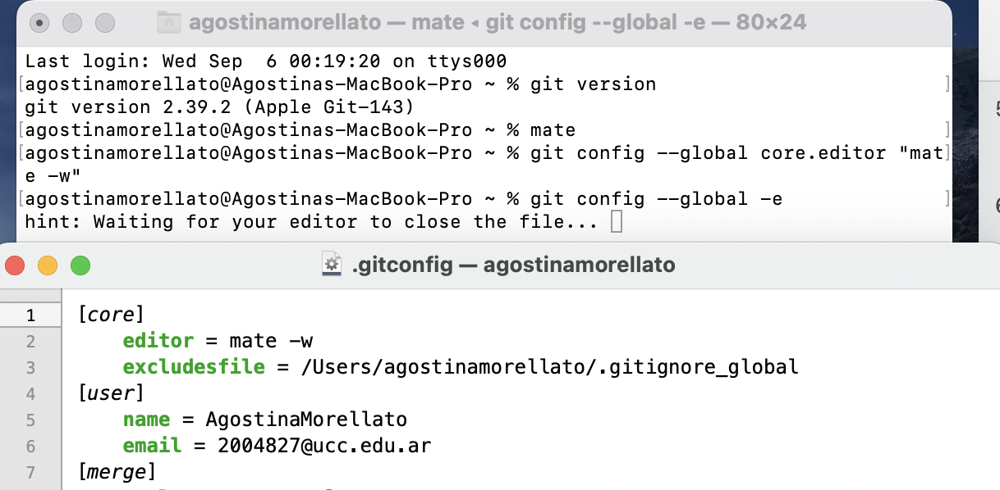 agostinamorellato — mate ◂ git config --global -e — 80×24
Last login: Wed Sep  6 00:19:20 on ttys000
[agostinamorellato@Agostinas-MacBook-Pro ~ % git version ]
git version 2.39.2 (Apple Git-143)
[agostinamorellato@Agostinas-MacBook-Pro ~ % mate ]
[agostinamorellato@Agostinas-MacBook-Pro ~ % git config --global core.editor "mat]
e -w"
[agostinamorellato@Agostinas-MacBook-Pro ~ % git config --global -e ]
hint: Waiting for your editor to close the file...
.gitconfig — agostinamorellato
1 [core]
2 editor = mate -w
3 excludesfile = /Users/agostinamorellato/.gitignore_global
4 [user]
5 name = AgostinaMorellato
6 email = 2004827@ucc.edu.ar
7 [merge]